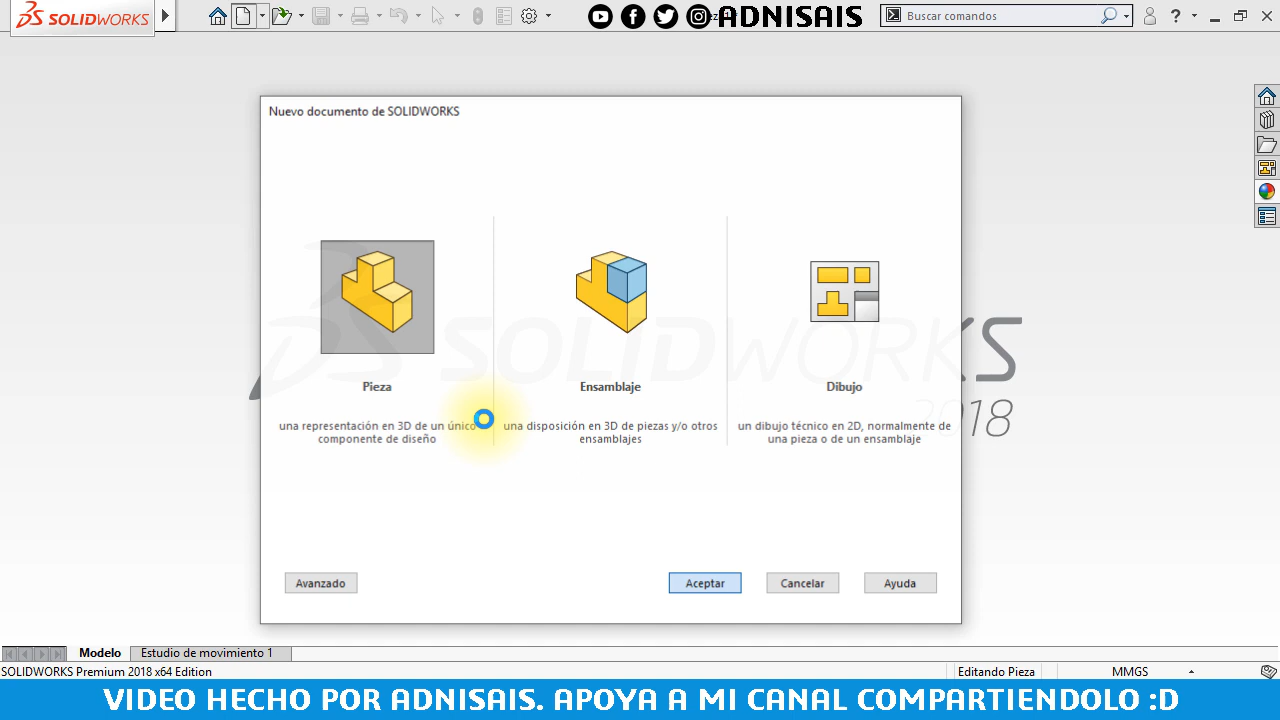 SOLIDWORKS
ADNISAIS
Buscar comandos
?
Nuevo documento de SOLIDWORKS
SOLIDWORKS
2018
Pieza
Ensamblaje
Dibujo
una representación en 3D de un único
componente de diseño
una disposición en 3D de piezas y/o otros
ensamblajes
un dibujo técnico en 2D, normalmente de
una pieza o de un ensamblaje
Avanzado
Aceptar
Cancelar
Ayuda
Modelo
Estudio de movimiento 1
SOLIDWORKS Premium 2018 x64 Edition
Editando Pieza
MMGS
VIDEO HECHO POR ADNISAIS. APOYA A MI CANAL COMPARTIENDOLO :D